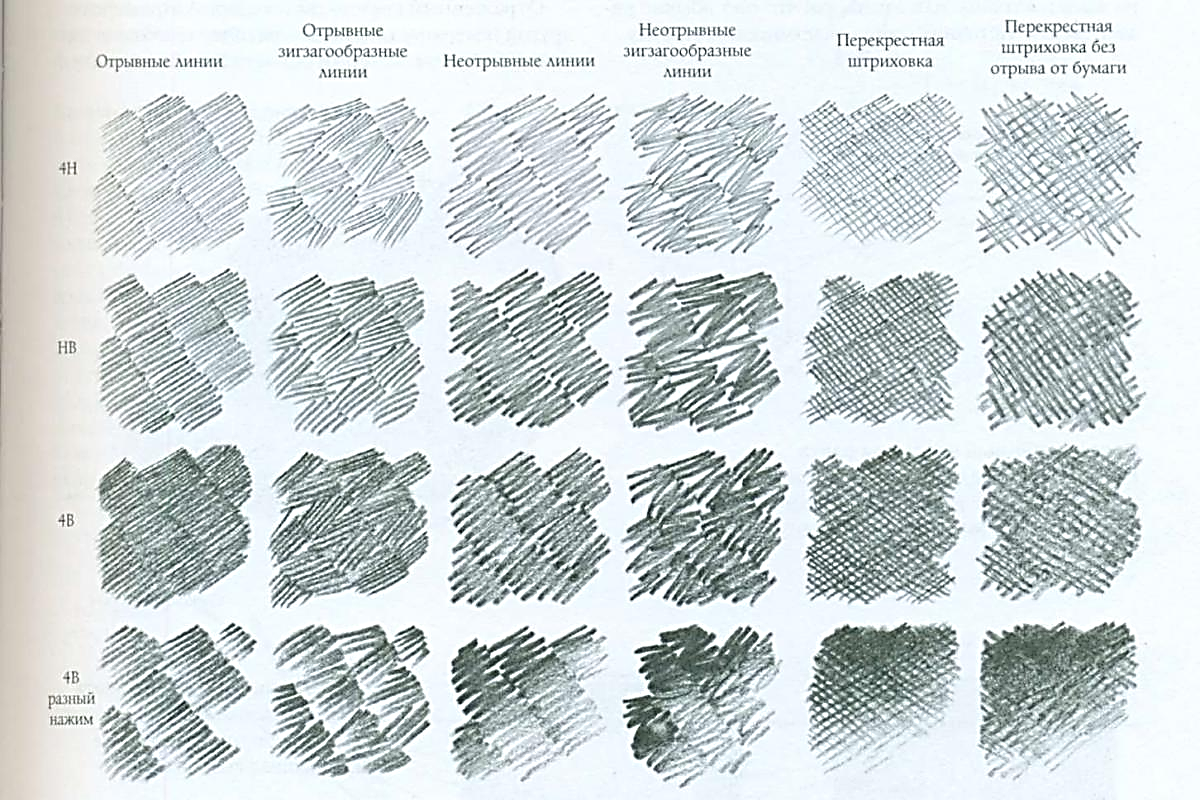 Отрывные линии
Отрывные
зигзагообразные
линии
Неотрывные линии
Неотрывные
зигзагообразные
линии
Перекрестная
штриховка
Перекрестная
штриховка без
отрыва от бумаги
4H
HB
4B
4B
разный
нажим